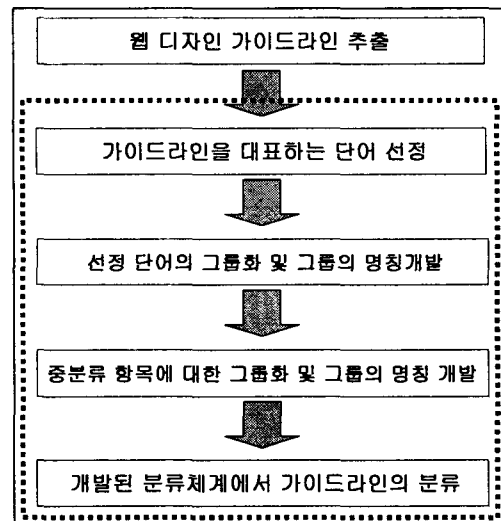 웹 디자인 가이드라인 추출
가이드라인을 대표하는 단어 선정
선정 단어의 그룹화 및 그룹의 명칭개발
중분류 항목에 대한 그룹화 및 그룹의 명칭 개발
개발된 분류체계에서 가이드라인의 분류